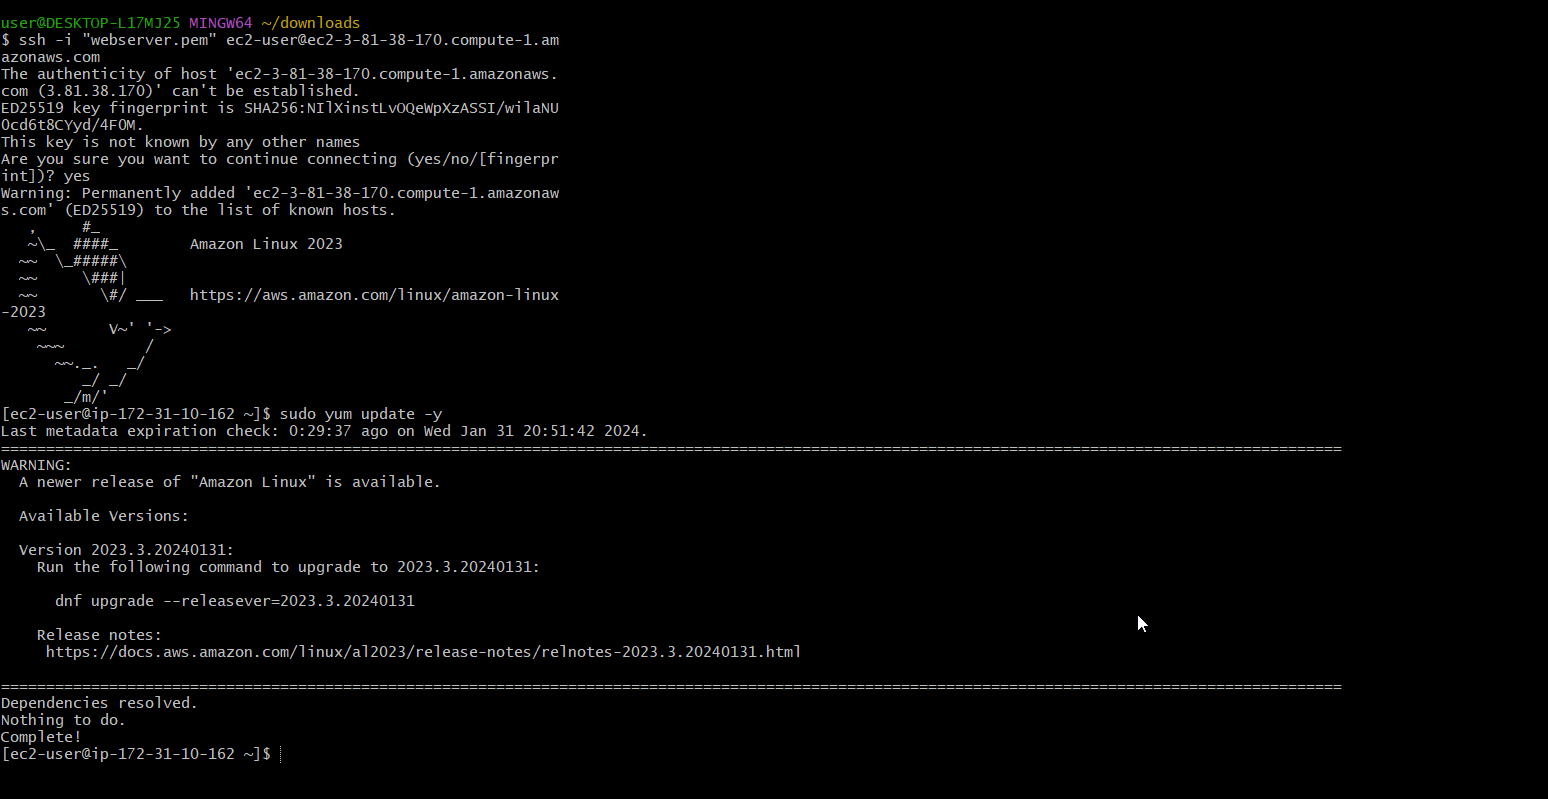 user@DESKTOP-L17MJ25 MINGW64 ~/downloads
$ ssh -i "webserver.pem" ec2-user@ec2-3-81-38-170.compute-1.am
azonaws.com
The authenticity of host 'ec2-3-81-38-170.compute-1.amazonaws.
com (3.81.38.170)' can't be established.
ED25519 key fingerprint is SHA256:NIlXinstLvOQeWpXzASSI/wilaNU
Ocd6t8CYyd/4F0M.
This key is not known by any other names
Are you sure you want to continue connecting (yes/no/[fingerpr
int])? yes
Warning: Permanently added 'ec2-3-81-38-170.compute-1.amazonaw
s.com' (ED25519) to the list of known hosts.
   ,     #_
   ~\_  ####_        Amazon Linux 2023
  ~~  \_#####\
  ~~     \###|
  ~~       \#/ ___   https://aws.amazon.com/linux/amazon-linux
-2023
   ~~       V~' '->
    ~~~         /
      ~~._.   _/
         _/ _/
       _/m/'
[ec2-user@ip-172-31-10-162 ~]$ sudo yum update -y
Last metadata expiration check: 0:29:37 ago on Wed Jan 31 20:51:42 2024.
=====================================================================================================================================================
WARNING:
  A newer release of "Amazon Linux" is available.

  Available Versions:

  Version 2023.3.20240131:
    Run the following command to upgrade to 2023.3.20240131:

      dnf upgrade --releasever=2023.3.20240131

    Release notes:
     https://docs.aws.amazon.com/linux/al2023/release-notes/relnotes-2023.3.20240131.html

=====================================================================================================================================================
Dependencies resolved.
Nothing to do.
Complete!
[ec2-user@ip-172-31-10-162 ~]$